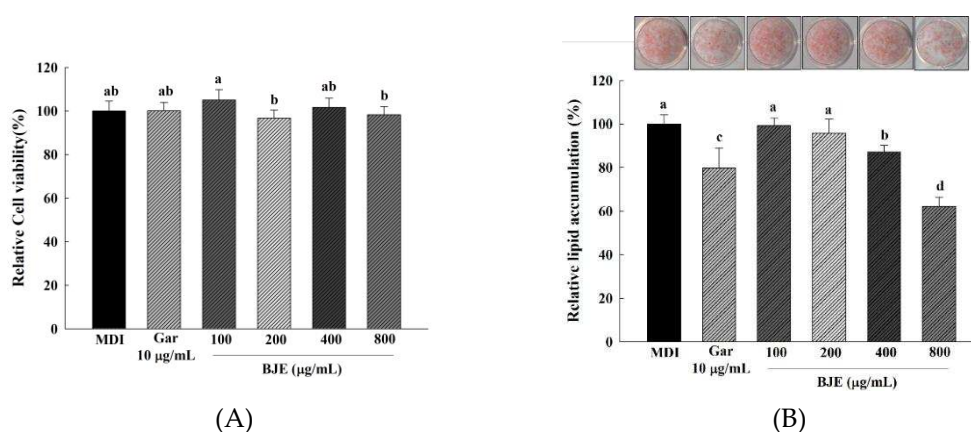 120
100
80
60
40
20
0
Relative Cell viability(%)
ab ab a b ab b
MDI Gar 100 200 400 800
10 μg/mL
BJE (μg/mL)
(A)
120
100
80
60
40
20
0
Relative lipid accumulation (%)
a c a a b d
MDI Gar 100 200 400 800
10 μg/mL
BJE (μg/mL)
(B)